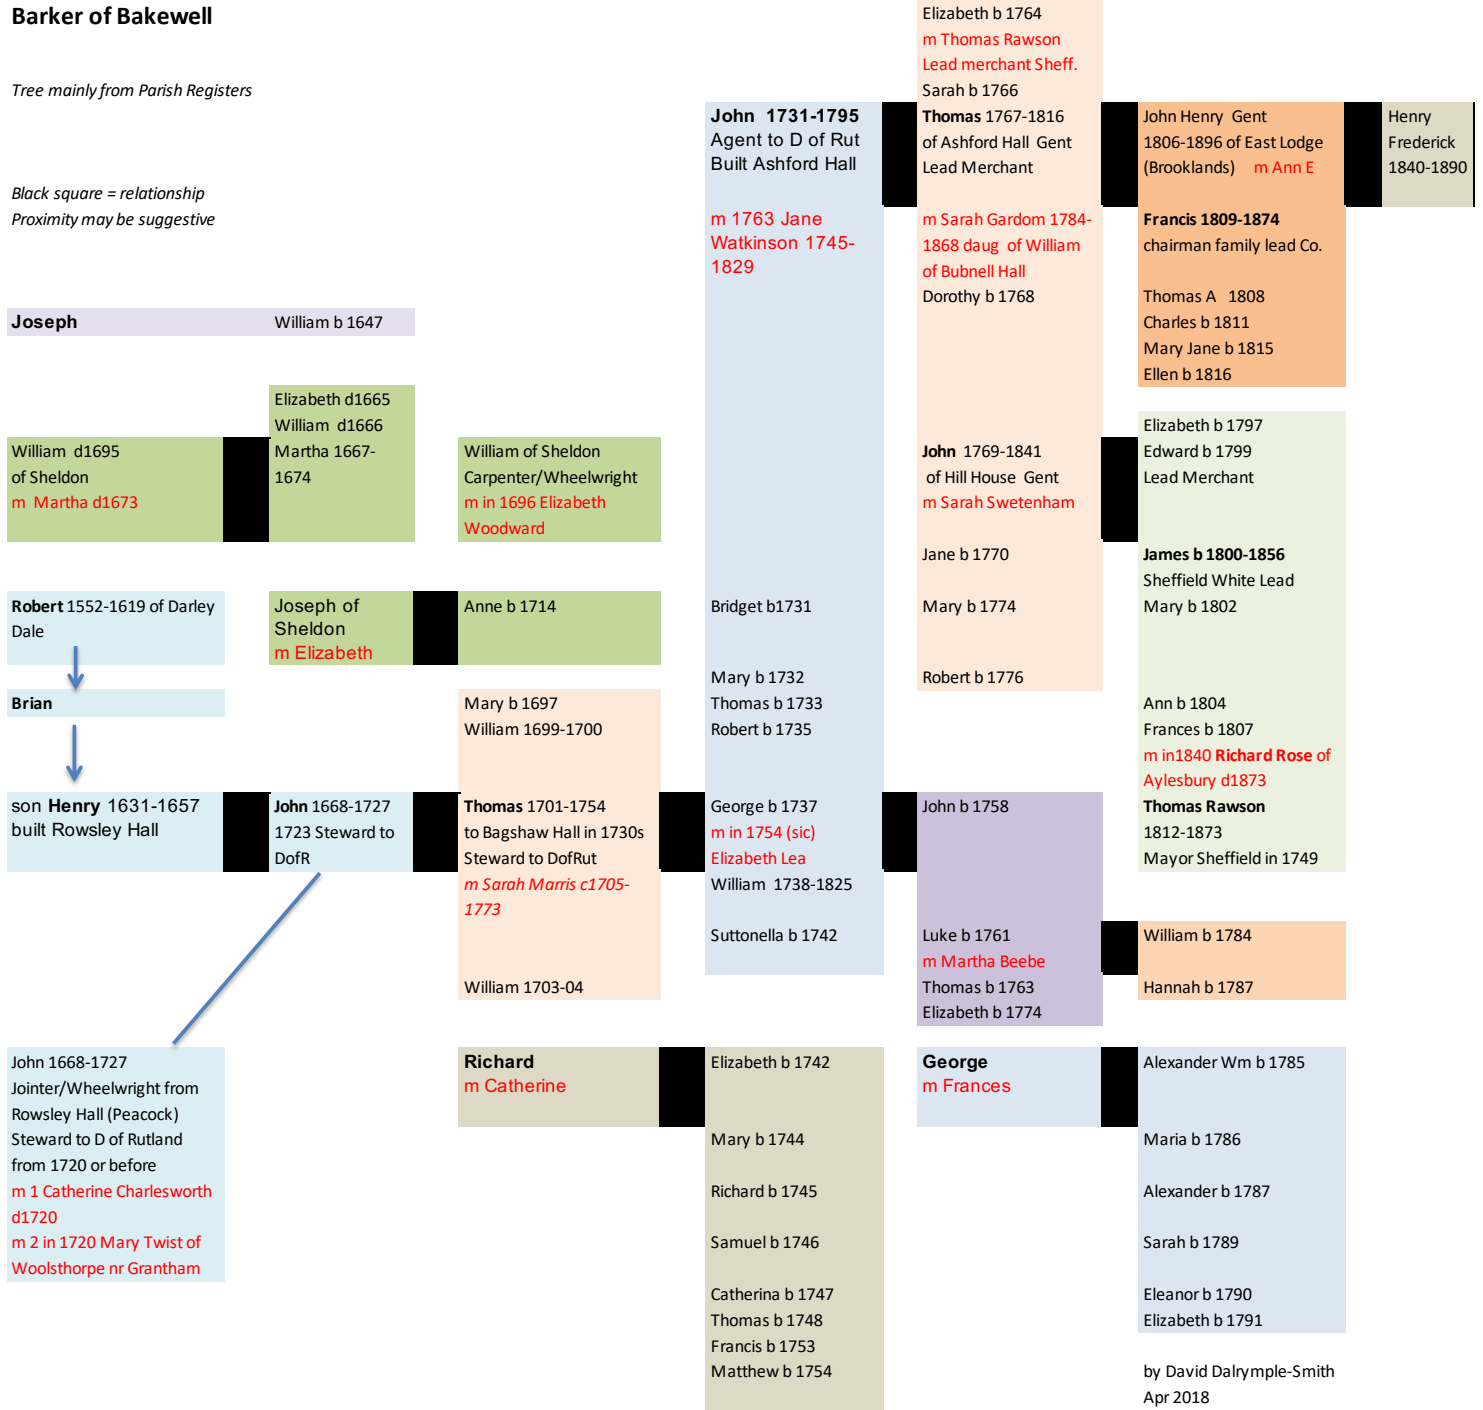 Barker of Bakewell
Tree mainly from Parish Registers
Black square = relationship
Proximity may be suggestive
Joseph
William b 1647
William d1695
of Sheldon
m Martha d1673
Elizabeth d1665
William d1666
Martha 1667-
1674
William of Sheldon
Carpenter/Wheelwright
m in 1696 Elizabeth
Woodward
Robert 1552-1619 of Darley
Dale
Joseph of
Sheldon
m Elizabeth
Anne b 1714
Brian
son Henry 1631-1657
built Rowsley Hall
John 1668-1727
1723 Steward to
DofR
Mary b 1697
William 1699-1700
Thomas 1701-1754
to Bagshaw Hall in 1730s
Steward to DofRut
m Sarah Marris c1705-
1773
William 1703-04
John 1668-1727
Jointer/Wheelwright from
Rowsley Hall (Peacock)
Steward to D of Rutland
from 1720 or before
m 1 Catherine Charlesworth
d1720
m 2 in 1720 Mary Twist of
Woolsthorpe nr Grantham
Richard
m Catherine
John 1731-1795
Agent to D of Rut
Built Ashford Hall
m 1763 Jane
Watkinson 1745-
1829
Bridget b1731
Mary b 1732
Thomas b 1733
Robert b 1735
George b 1737
m in 1754 (sic)
Elizabeth Lea
William 1738-1825
Suttonella b 1742
Elizabeth b 1742
Mary b 1744
Richard b 1745
Samuel b 1746
Catherina b 1747
Thomas b 1748
Francis b 1753
Matthew b 1754
Elizabeth b 1764
m Thomas Rawson
Lead merchant Sheff.
Sarah b 1766
Thomas 1767-1816
of Ashford Hall Gent
Lead Merchant
m Sarah Gardom 1784-
1868 daug of William
of Bubnell Hall
Dorothy b 1768
John 1769-1841
of Hill House Gent
m Sarah Swetenham
Jane b 1770
Mary b 1774
Robert b 1776
John b 1758
Luke b 1761
m Martha Beebe
Thomas b 1763
Elizabeth b 1774
George
m Frances
John Henry Gent
1806-1896 of East Lodge
(Brooklands) m Ann E
Francis 1809-1874
chairman family lead Co.
Thomas A 1808
Charles b 1811
Mary Jane b 1815
Ellen b 1816
Elizabeth b 1797
Edward b 1799
Lead Merchant
James b 1800-1856
Sheffield White Lead
Mary b 1802
Ann b 1804
Frances b 1807
m in1840 Richard Rose of
Aylesbury d1873
Thomas Rawson
1812-1873
Mayor Sheffield in 1749
William b 1784
Hannah b 1787
Alexander Wm b 1785
Maria b 1786
Alexander b 1787
Sarah b 1789
Eleanor b 1790
Elizabeth b 1791
Henry
Frederick
1840-1890
by David Dalrymple-Smith
Apr 2018